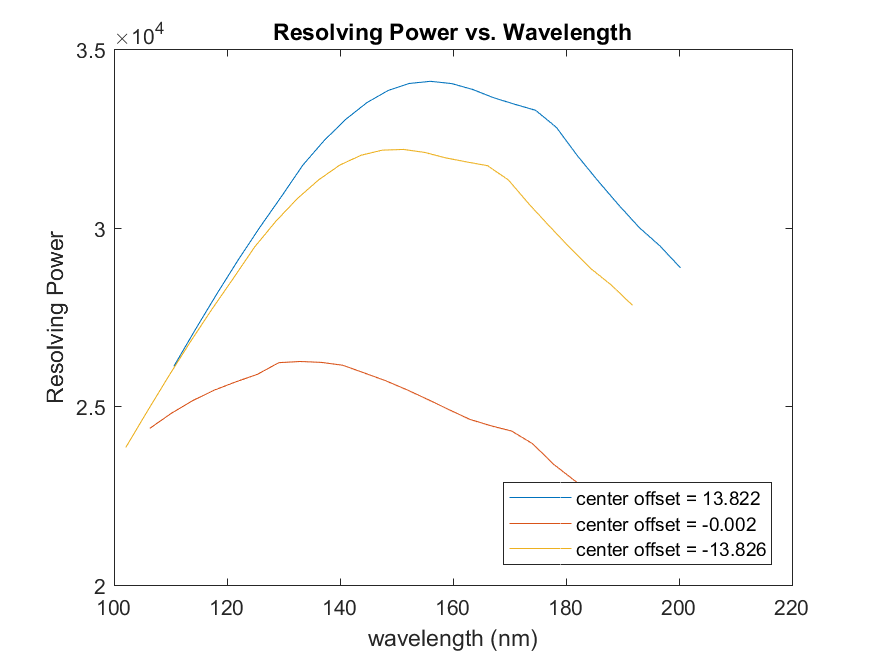 Resolving Power vs. Wavelength
×10^4
3.5
3
2.5
2
Resolving Power
100 120 140 160 180 200 220
wavelength (nm)
center offset = 13.822
center offset = -0.002
center offset = -13.826